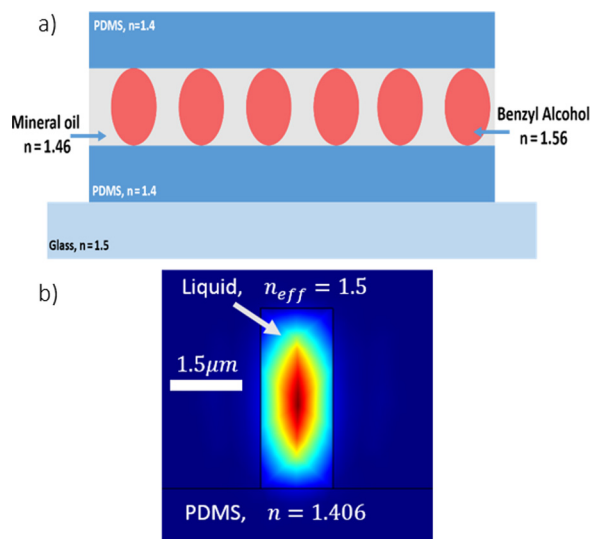 a)
PDMS, n=1.4
Mineral oil
n = 1.46
Benzyl Alcohol
n = 1.56
PDMS, n=1.4
Glass, n=1.5
b)
Liquid, n_eff = 1.5
1.5μm
PDMS, n = 1.406